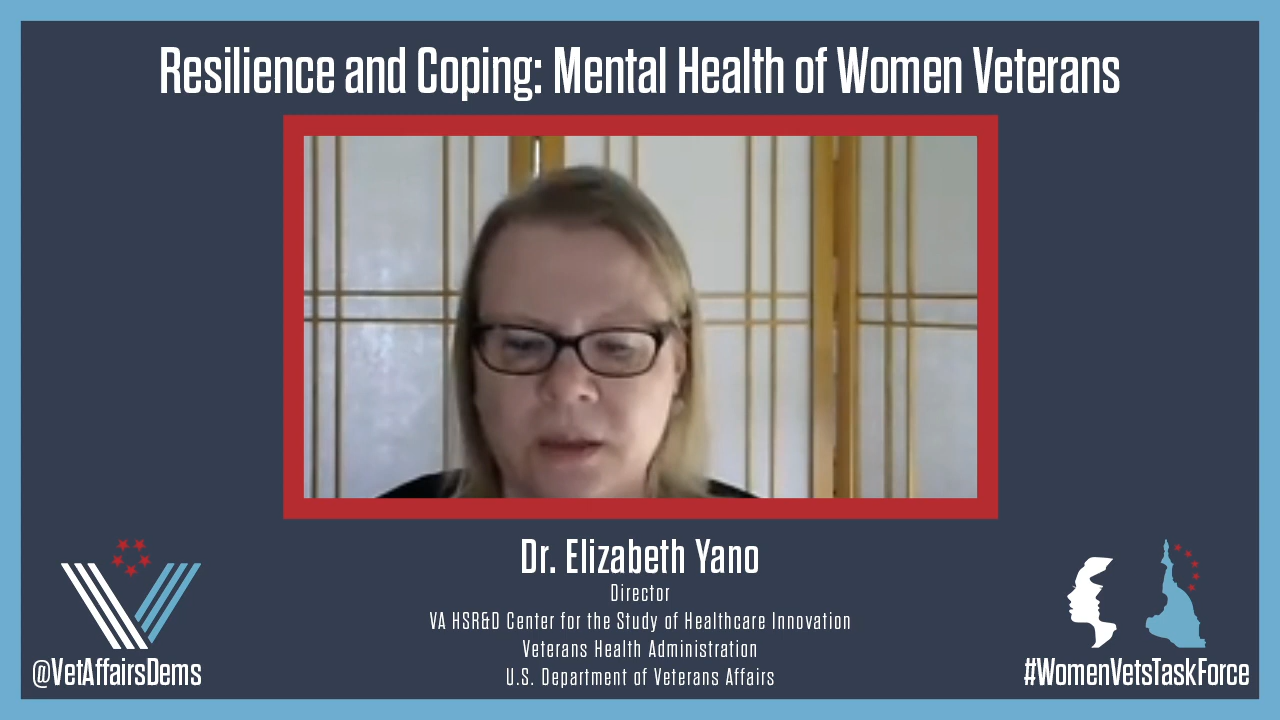 Resilience and Coping: Mental Health of Women Veterans
Dr. Elizabeth Yano
Director
VA HSR&D Center for the Study of Healthcare Innovation
Veterans Health Administration
U.S. Department of Veterans Affairs
@VetAffairsDems
#WomenVetsTaskForce